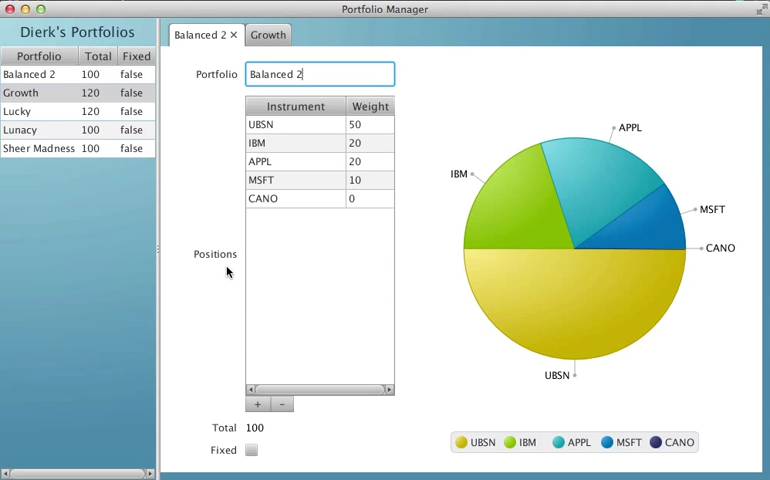 Portfolio Manager
Dierk's Portfolios
Portfolio Total Fixed
Balanced 2 100 false
Growth 120 false
Lucky 120 false
Lunacy 100 false
Sheer Madness 100 false
Balanced 2 × Growth
Portfolio Balanced 2
Instrument Weight
UBSN 50
IBM 20
APPL 20
MSFT 10
CANO 0
Positions
+ -
Total 100
Fixed
APPL
IBM
MSFT
CANO
UBSN
UBSN IBM APPL MSFT CANO